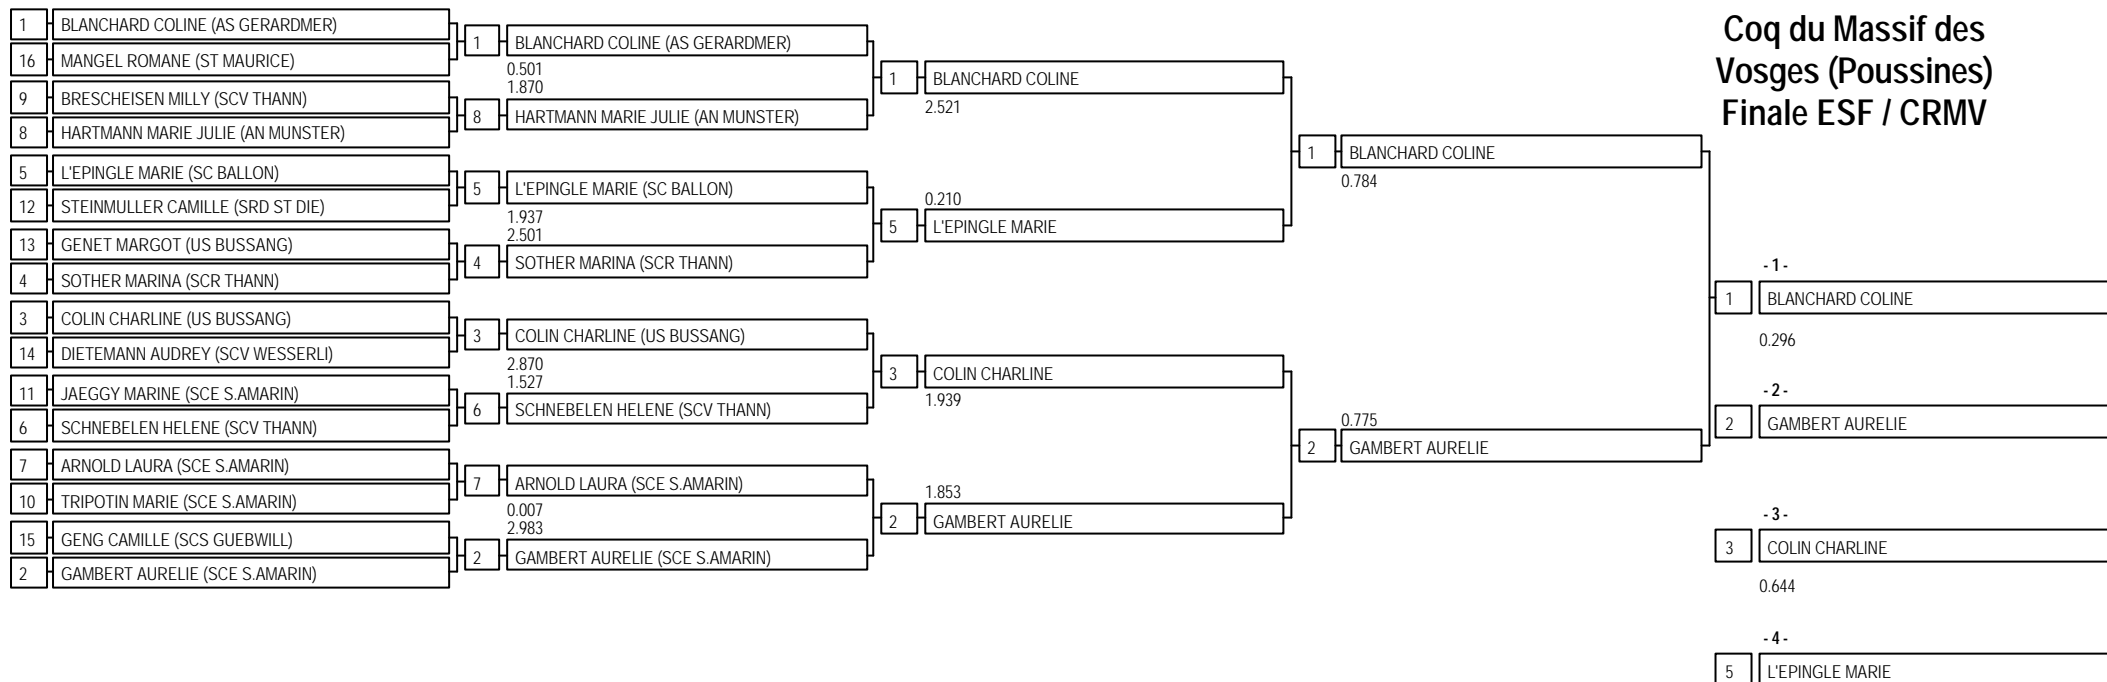 Coq du Massif des
Vosges (Poussines)
Finale ESF / CRMV
1 BLANCHARD COLINE (AS GERARDMER)
16 MANGEL ROMANE (ST MAURICE)
9 BRESCHEISEN MILLY (SCV THANN)
8 HARTMANN MARIE JULIE (AN MUNSTER)
5 L'EPINGLE MARIE (SC BALLON)
12 STEINMULLER CAMILLE (SRD ST DIE)
13 GENET MARGOT (US BUSSANG)
4 SOTHER MARINA (SCR THANN)
3 COLIN CHARLINE (US BUSSANG)
14 DIETEMANN AUDREY (SCV WESSERLI)
11 JAEGGY MARINE (SCE S.AMARIN)
6 SCHNEBELEN HELENE (SCV THANN)
7 ARNOLD LAURA (SCE S.AMARIN)
10 TRIPOTIN MARIE (SCE S.AMARIN)
15 GENG CAMILLE (SCS GUEBWILL)
2 GAMBERT AURELIE (SCE S.AMARIN)
1 BLANCHARD COLINE (AS GERARDMER)
0.501
1.870
8 HARTMANN MARIE JULIE (AN MUNSTER)
5 L'EPINGLE MARIE (SC BALLON)
1.937
2.501
4 SOTHER MARINA (SCR THANN)
3 COLIN CHARLINE (US BUSSANG)
2.870
1.527
6 SCHNEBELEN HELENE (SCV THANN)
7 ARNOLD LAURA (SCE S.AMARIN)
0.007
2.983
2 GAMBERT AURELIE (SCE S.AMARIN)
1 BLANCHARD COLINE
2.521
0.210
5 L'EPINGLE MARIE
3 COLIN CHARLINE
1.939
1.853
2 GAMBERT AURELIE
1 BLANCHARD COLINE
0.784
0.775
2 GAMBERT AURELIE
- 1 -
1 BLANCHARD COLINE
0.296
- 2 -
2 GAMBERT AURELIE
- 3 -
3 COLIN CHARLINE
0.644
- 4 -
5 L'EPINGLE MARIE